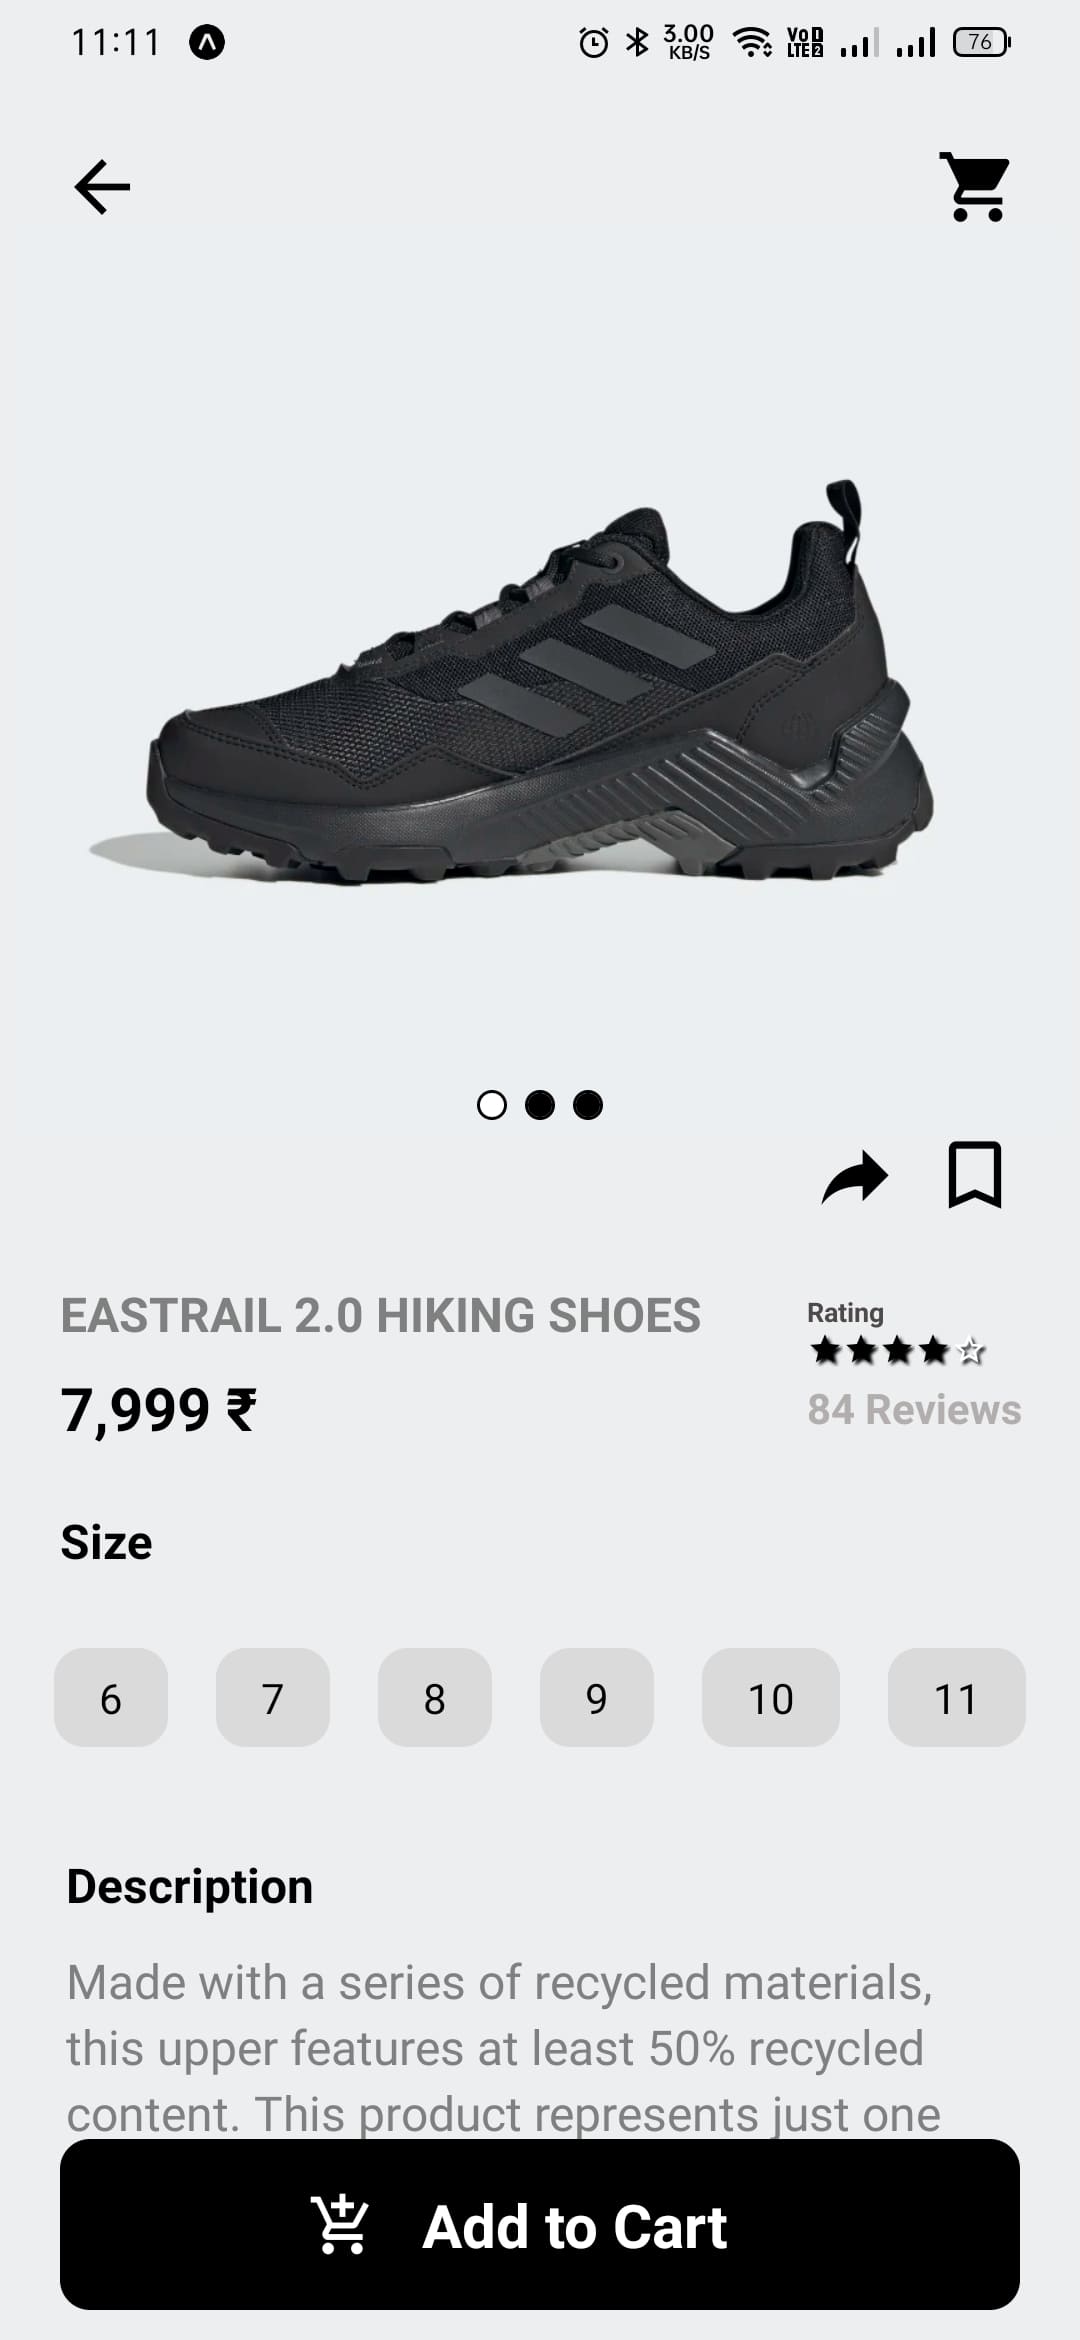 11:11
3.00 KB/S
VoD LTE2
76
EASTRAIL 2.0 HIKING SHOES
Rating
7,999 ₹
84 Reviews
Size
6 7 8 9 10 11
Description
Made with a series of recycled materials,
this upper features at least 50% recycled
content. This product represents just one
Add to Cart